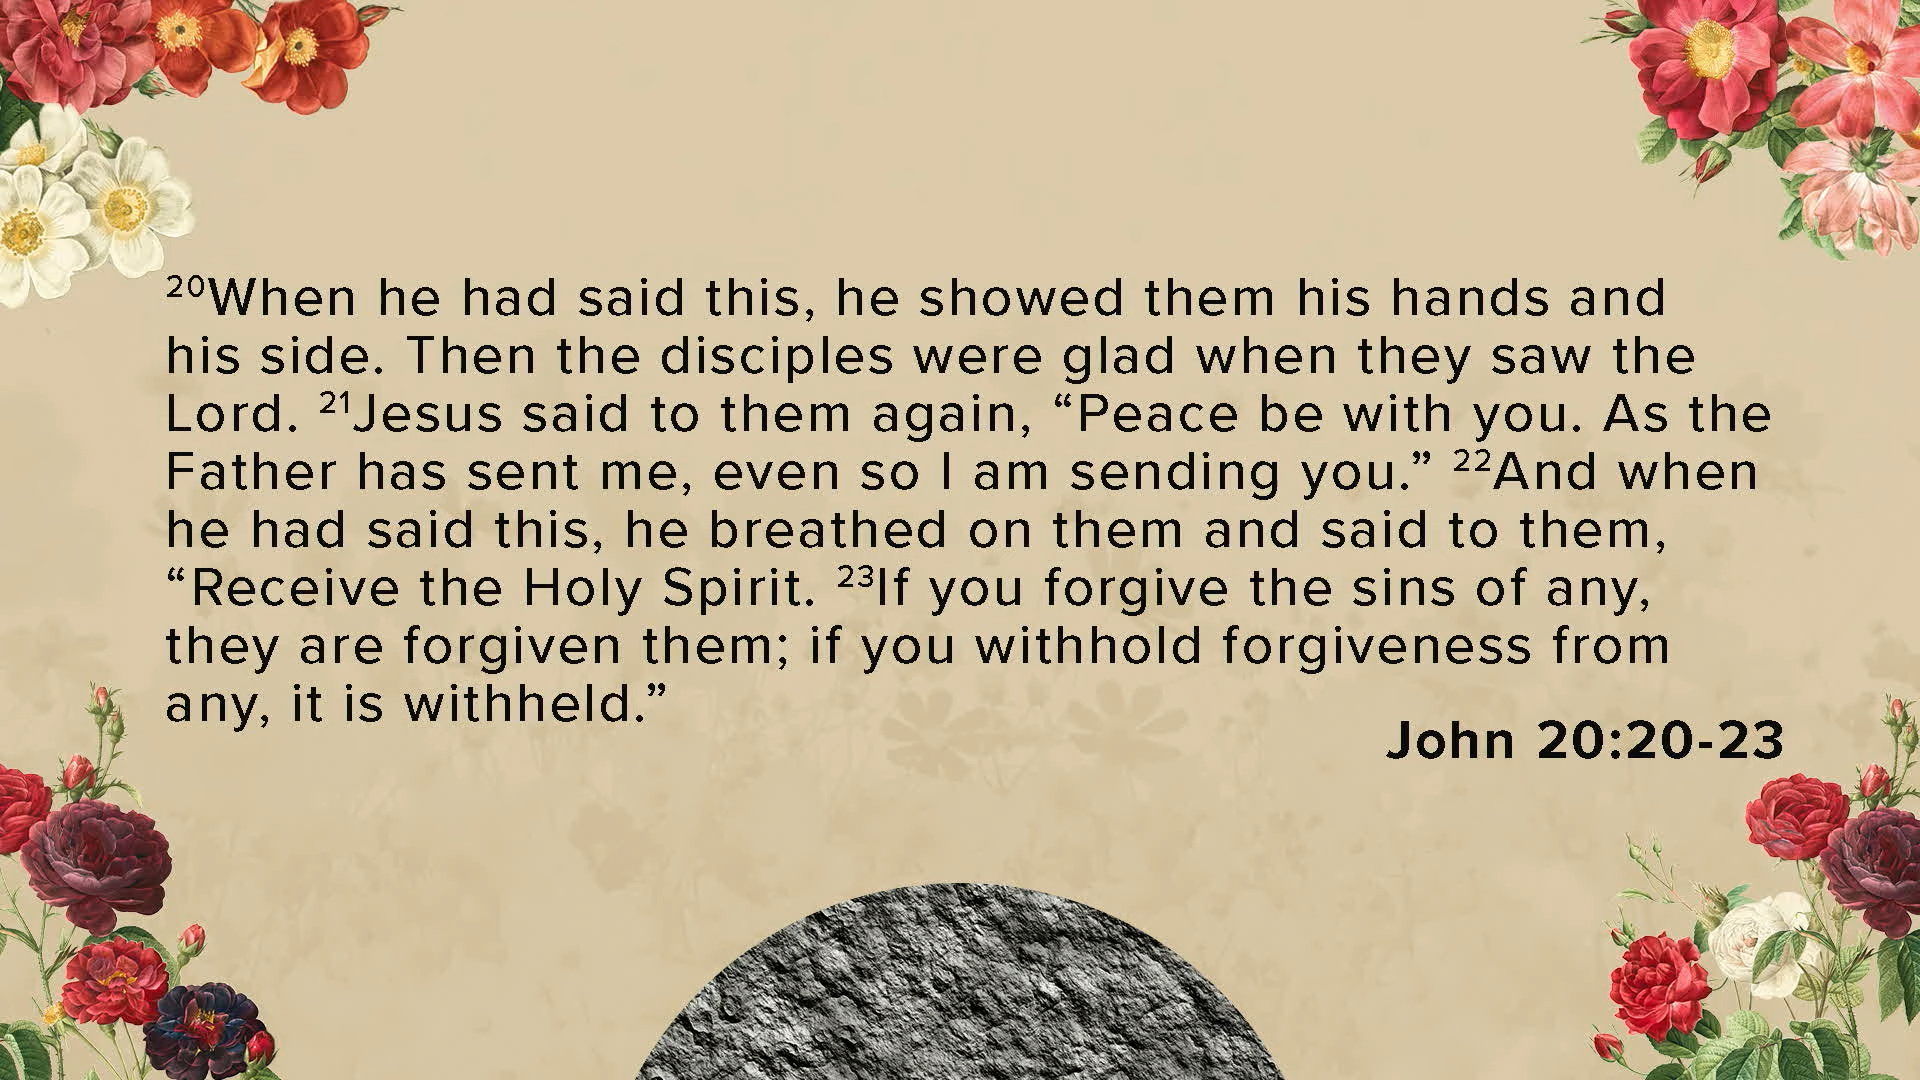 ²⁰When he had said this, he showed them his hands and
his side. Then the disciples were glad when they saw the
Lord. ²¹Jesus said to them again, “Peace be with you. As the
Father has sent me, even so I am sending you.” ²²And when
he had said this, he breathed on them and said to them,
“Receive the Holy Spirit. ²³If you forgive the sins of any,
they are forgiven them; if you withhold forgiveness from
any, it is withheld.”
John 20:20-23